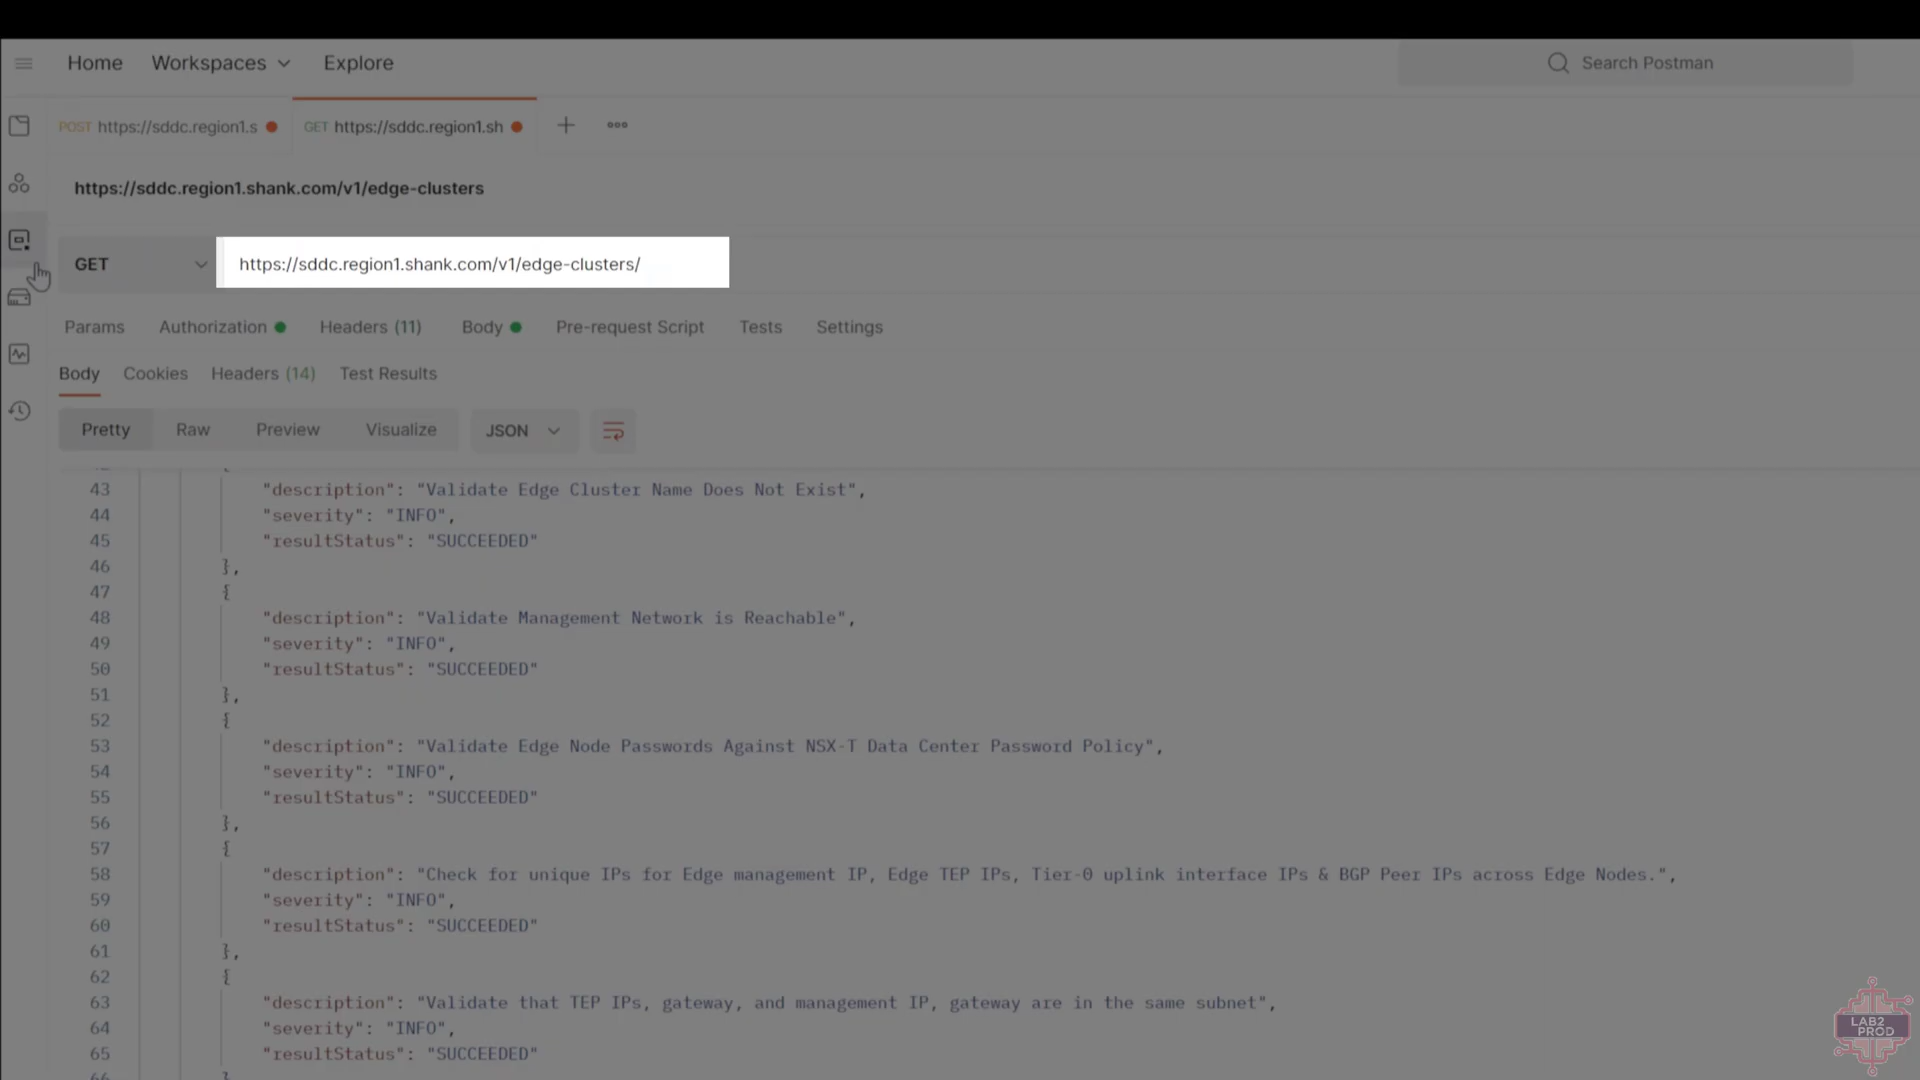 Home Workspaces Explore Search Postman
POST https://sddc.region1.s GET https://sddc.region1.sh
https://sddc.region1.shank.com/v1/edge-clusters
GET https://sddc.region1.shank.com/v1/edge-clusters/
Params Authorization Headers (11) Body Pre-request Script Tests Settings
Body Cookies Headers (14) Test Results
Pretty Raw Preview Visualize JSON
43 "description": "Validate Edge Cluster Name Does Not Exist",
44 "severity": "INFO",
45 "resultStatus": "SUCCEEDED"
46 },
47 {
48 "description": "Validate Management Network is Reachable",
49 "severity": "INFO",
50 "resultStatus": "SUCCEEDED"
51 },
52 {
53 "description": "Validate Edge Node Passwords Against NSX-T Data Center Password Policy",
54 "severity": "INFO",
55 "resultStatus": "SUCCEEDED"
56 },
57 {
58 "description": "Check for unique IPs for Edge management IP, Edge TEP IPs, Tier-0 uplink interface IPs & BGP Peer IPs across Edge Nodes.",
59 "severity": "INFO",
60 "resultStatus": "SUCCEEDED"
61 },
62 {
63 "description": "Validate that TEP IPs, gateway, and management IP, gateway are in the same subnet",
64 "severity": "INFO",
65 "resultStatus": "SUCCEEDED"
LAB2
PROD